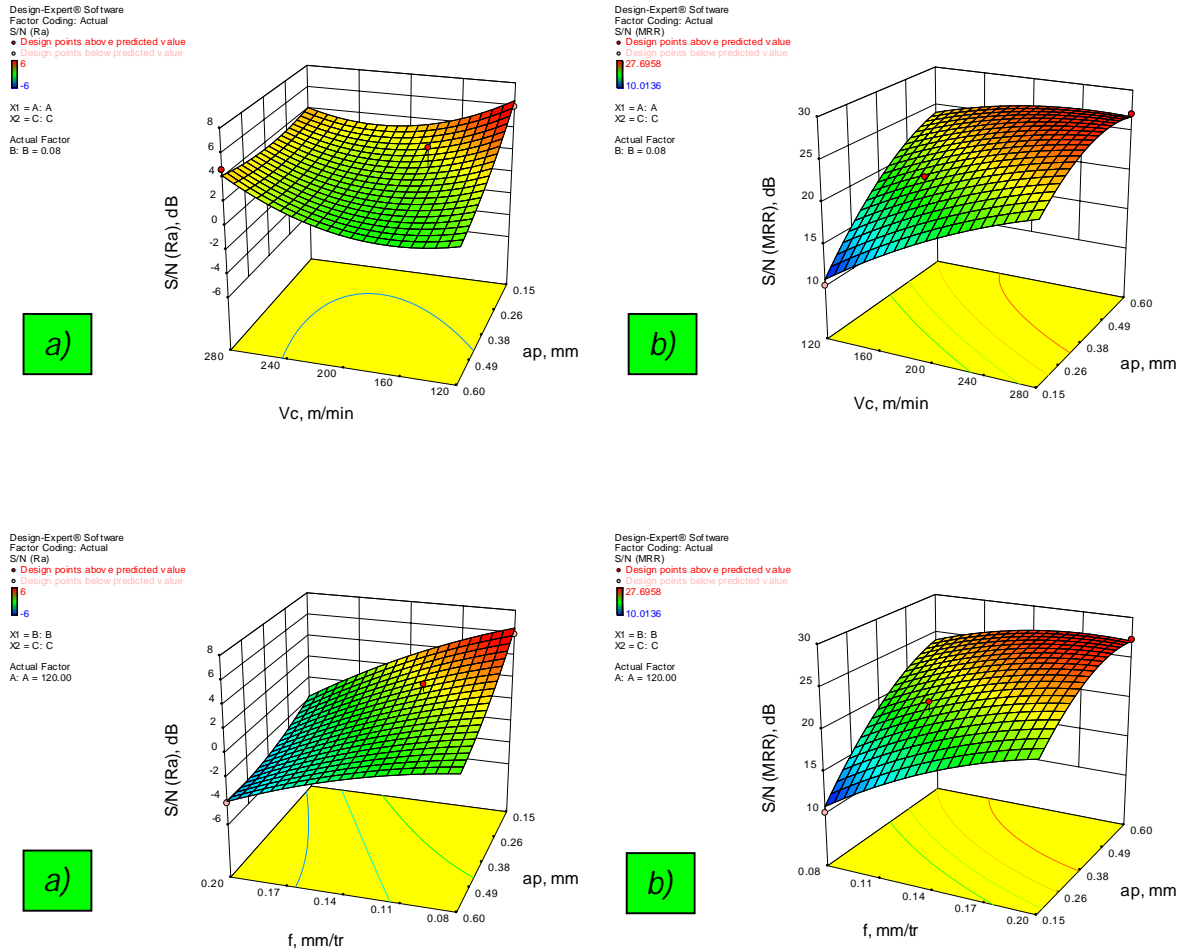 Design-Expert® Software
Factor Coding: Actual
S/N (Ra)
Design points above predicted value
Design points below predicted value
6
-6
X1 = A: A
X2 = C: C
Actual Factor
B: B = 0.08
8
6
4
2
0
-2
-4
-6
S/N (Ra), dB
280
240
200
160
120
Vc, m/min
0.15
0.26
0.38
0.49
0.60
ap, mm
a)
Design-Expert® Software
Factor Coding: Actual
S/N (MRR)
Design points above predicted value
Design points below predicted value
27.6958
10.0136
X1 = A: A
X2 = C: C
Actual Factor
B: B = 0.08
30
25
20
15
10
S/N (MRR), dB
120
160
200
240
280
Vc, m/min
0.60
0.49
0.38
0.26
0.15
ap, mm
b)
Design-Expert® Software
Factor Coding: Actual
S/N (Ra)
Design points above predicted value
Design points below predicted value
6
-6
X1 = B: B
X2 = C: C
Actual Factor
A: A = 120.00
8
6
4
2
0
-2
-4
-6
S/N (Ra), dB
0.20
0.17
0.14
0.11
0.08
f, mm/tr
0.15
0.26
0.38
0.49
0.60
ap, mm
a)
Design-Expert® Software
Factor Coding: Actual
S/N (MRR)
Design points above predicted value
Design points below predicted value
27.6958
10.0136
X1 = B: B
X2 = C: C
Actual Factor
A: A = 120.00
30
25
20
15
10
S/N (MRR), dB
0.08
0.11
0.14
0.17
0.20
f, mm/tr
0.60
0.49
0.38
0.26
0.15
ap, mm
b)